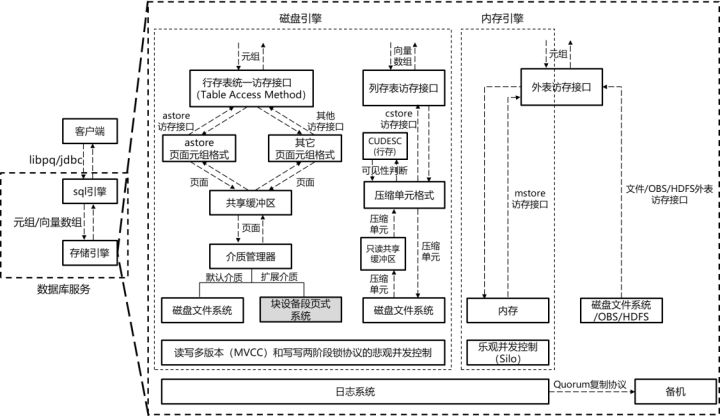 磁盘引擎
内存引擎
元组
向量
数组
元组
行存表统一访存接口
（Table Access Method）
列存表访存接口
外表访存接口
astore
访存接口
其他
访存接口
cstore
访存接口
客户端
astore
页面元组格式
其它
页面元组格式
CUDESC
(行存)
libpq/jdbc
可见性判断
页面
页面
sql引擎
共享缓冲区
压缩单元格式
mstore
访存接口
文件/OBS/HDFS外表
访存接口
元组/向量数组
页面
压缩
单元
存储引擎
介质管理器
只读共享
缓冲区
压缩
单元
数据库服务
默认介质
扩展介质
压缩
单元
磁盘文件系统
块设备段页式
系统
磁盘文件系统
内存
磁盘文件系统
/OBS/HDFS
读写多版本（MVCC）和写写两阶段锁协议的悲观并发控制
乐观并发控制
（Silo）
日志系统
Quorum复制协议
备机